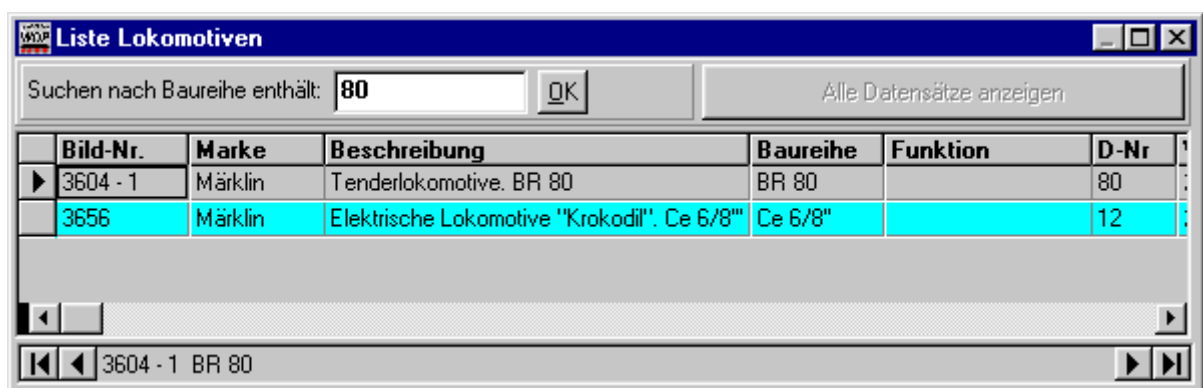 Liste Lokomotiven
Suchen nach Baureihe enthält: 80 OK Alle Datensätze anzeigen
Bild-Nr. Marke Beschreibung Baureihe Funktion D-Nr
3604 - 1 Märklin Tenderlokomotive. BR 80 BR 80 80
3656 Märklin Elektrische Lokomotive "Krokodil". Ce 6/8''' Ce 6/8'' 12
3604 - 1 BR 80